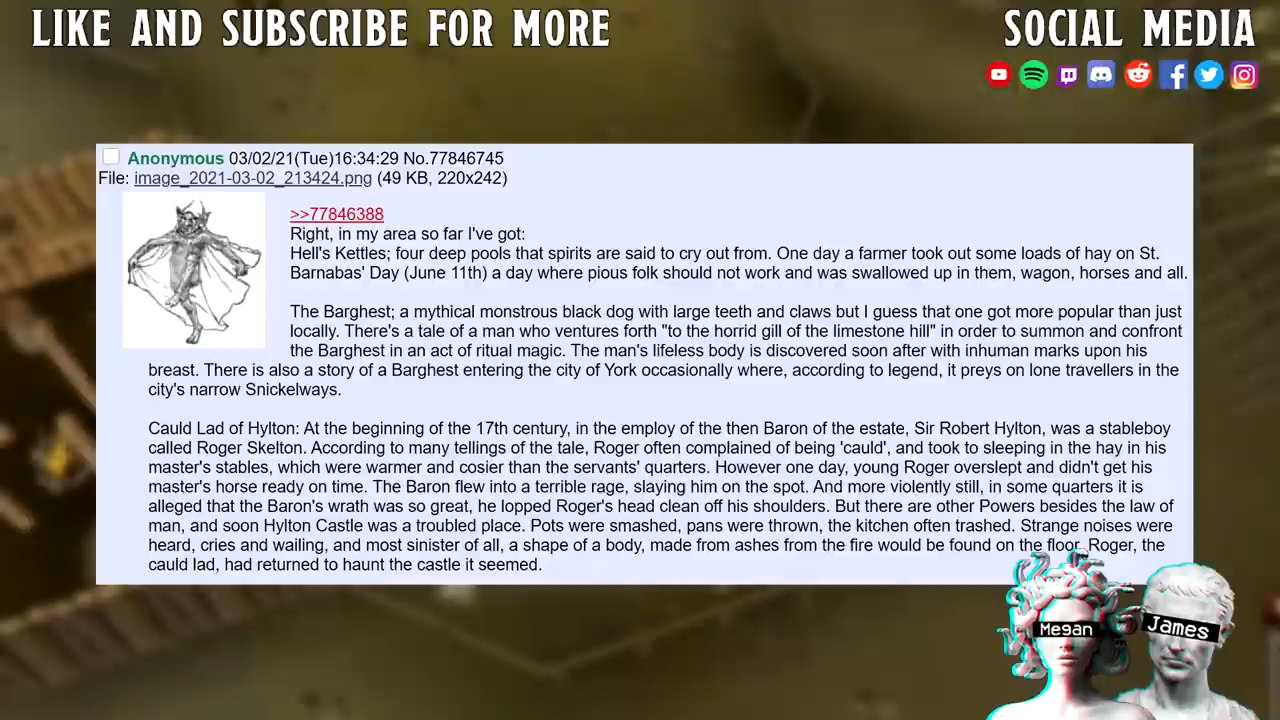 LIKE AND SUBSCRIBE FOR MORE
SOCIAL MEDIA
Anonymous 03/02/21(Tue)16:34:29 No.77846745
File: image_2021-03-02_213424.png (49 KB, 220x242)
>>77846388
Right, in my area so far I've got:
Hell's Kettles; four deep pools that spirits are said to cry out from. One day a farmer took out some loads of hay on St.
Barnabas' Day (June 11th) a day where pious folk should not work and was swallowed up in them, wagon, horses and all.
The Barghest; a mythical monstrous black dog with large teeth and claws but I guess that one got more popular than just
locally. There's a tale of a man who ventures forth "to the horrid gill of the limestone hill" in order to summon and confront
the Barghest in an act of ritual magic. The man's lifeless body is discovered soon after with inhuman marks upon his
breast. There is also a story of a Barghest entering the city of York occasionally where, according to legend, it preys on lone travellers in the
city's narrow Snickelways.
Cauld Lad of Hylton: At the beginning of the 17th century, in the employ of the then Baron of the estate, Sir Robert Hylton, was a stableboy
called Roger Skelton. According to many tellings of the tale, Roger often complained of being 'cauld', and took to sleeping in the hay in his
master's stables, which were warmer and cosier than the servants' quarters. However one day, young Roger overslept and didn't get his
master's horse ready on time. The Baron flew into a terrible rage, slaying him on the spot. And more violently still, in some quarters it is
alleged that the Baron's wrath was so great, he lopped Roger's head clean off his shoulders. But there are other Powers besides the law of
man, and soon Hylton Castle was a troubled place. Pots were smashed, pans were thrown, the kitchen often trashed. Strange noises were
heard, cries and wailing, and most sinister of all, a shape of a body, made from ashes from the fire would be found on the floor. Roger, the
cauld lad, had returned to haunt the castle it seemed.
Megan
James